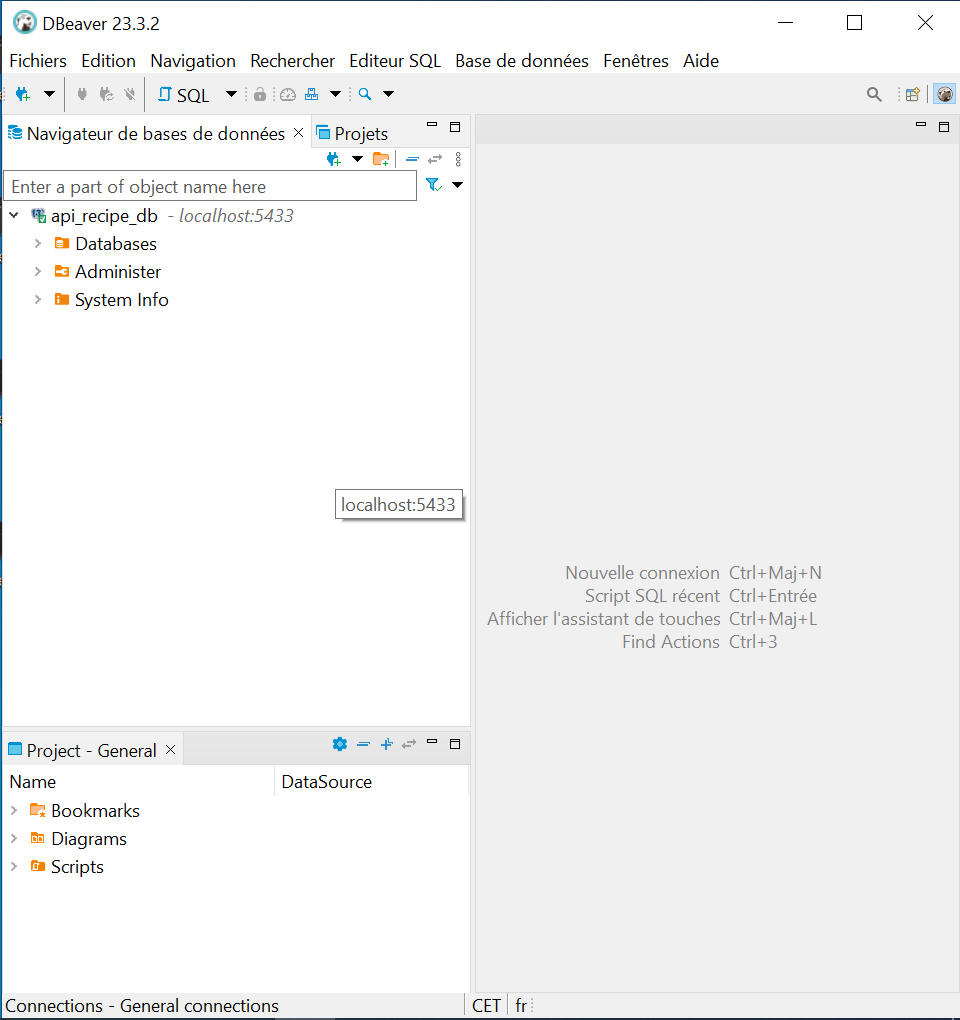 DBeaver 23.3.2
Fichiers Edition Navigation Rechercher Editeur SQL Base de données Fenêtres Aide
SQL
Navigateur de bases de données Projets
Enter a part of object name here
api_recipe_db - localhost:5433
Databases
Administer
System Info
localhost:5433
Nouvelle connexion Ctrl+Maj+N
Script SQL récent Ctrl+Entrée
Afficher l'assistant de touches Ctrl+Maj+L
Find Actions Ctrl+3
Project - General
Name DataSource
Bookmarks
Diagrams
Scripts
Connections - General connections CET fr